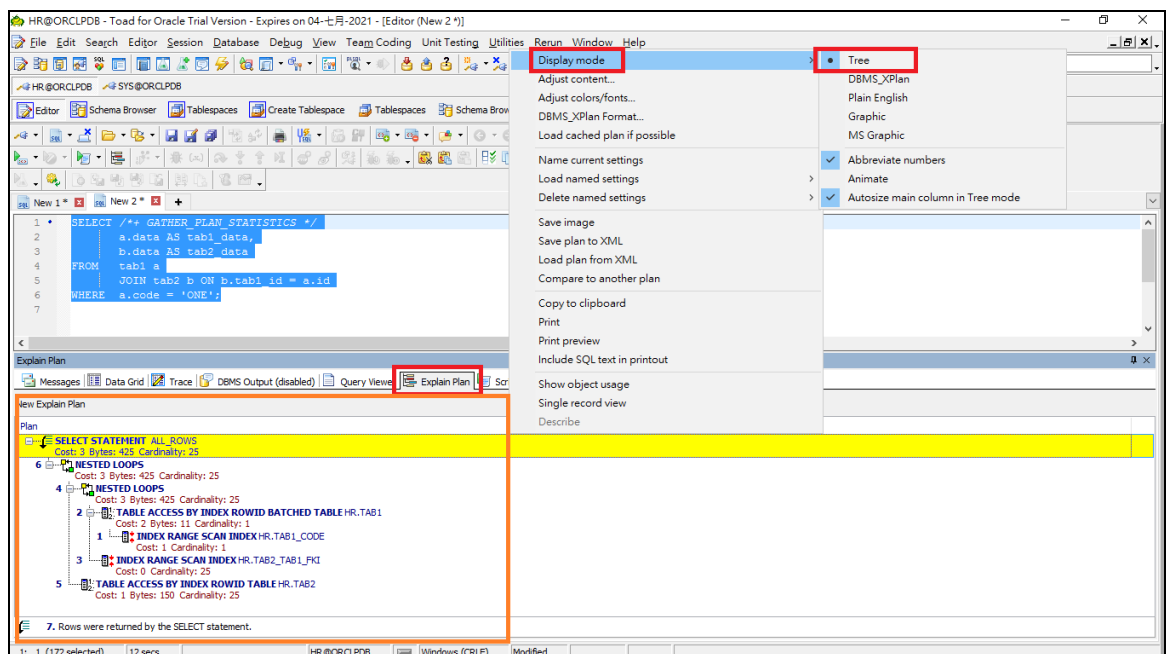 HR@ORCLPDB - Toad for Oracle Trial Version - Expires on 04-七月-2021 - [Editor (New 2 *)]
File Edit Search Editor Session Database Debug View Team Coding Unit Testing Utilities Rerun Window Help
HR@ORCLPDB SYS@ORCLPDB
Editor Schema Browser Tablespaces Create Tablespace Tablespaces Schema Brow
New 1 * New 2 * +
1 SELECT /*+ GATHER_PLAN_STATISTICS */
2 a.data AS tab1_data,
3 b.data AS tab2_data
4 FROM tab1 a
5 JOIN tab2 b ON b.tab1_id = a.id
6 WHERE a.code = 'ONE';
7
Display mode
Adjust content...
Adjust colors/fonts...
DBMS_XPlan Format...
Load cached plan if possible
Name current settings
Load named settings
Delete named settings
Save image
Save plan to XML
Load plan from XML
Compare to another plan
Copy to clipboard
Print
Print preview
Include SQL text in printout
Show object usage
Single record view
Describe
Tree
DBMS_XPlan
Plain English
Graphic
MS Graphic
Abbreviate numbers
Animate
Autosize main column in Tree mode
Explain Plan
Messages Data Grid Trace DBMS Output (disabled) Query Viewe Explain Plan Scr
New Explain Plan
Plan
SELECT STATEMENT ALL_ROWS
Cost: 3 Bytes: 425 Cardinality: 25
6 NESTED LOOPS
Cost: 3 Bytes: 425 Cardinality: 25
4 NESTED LOOPS
Cost: 3 Bytes: 425 Cardinality: 25
2 TABLE ACCESS BY INDEX ROWID BATCHED TABLE HR.TAB1
Cost: 2 Bytes: 11 Cardinality: 1
1 INDEX RANGE SCAN INDEX HR.TAB1_CODE
Cost: 1 Cardinality: 1
3 INDEX RANGE SCAN INDEX HR.TAB2_TAB1_FKI
Cost: 0 Cardinality: 25
5 TABLE ACCESS BY INDEX ROWID TABLE HR.TAB2
Cost: 1 Bytes: 150 Cardinality: 25
7. Rows were returned by the SELECT statement.
1: 1 (172 selected) 12 secs HR@ORCLPDB Windows (CRLF) Modified